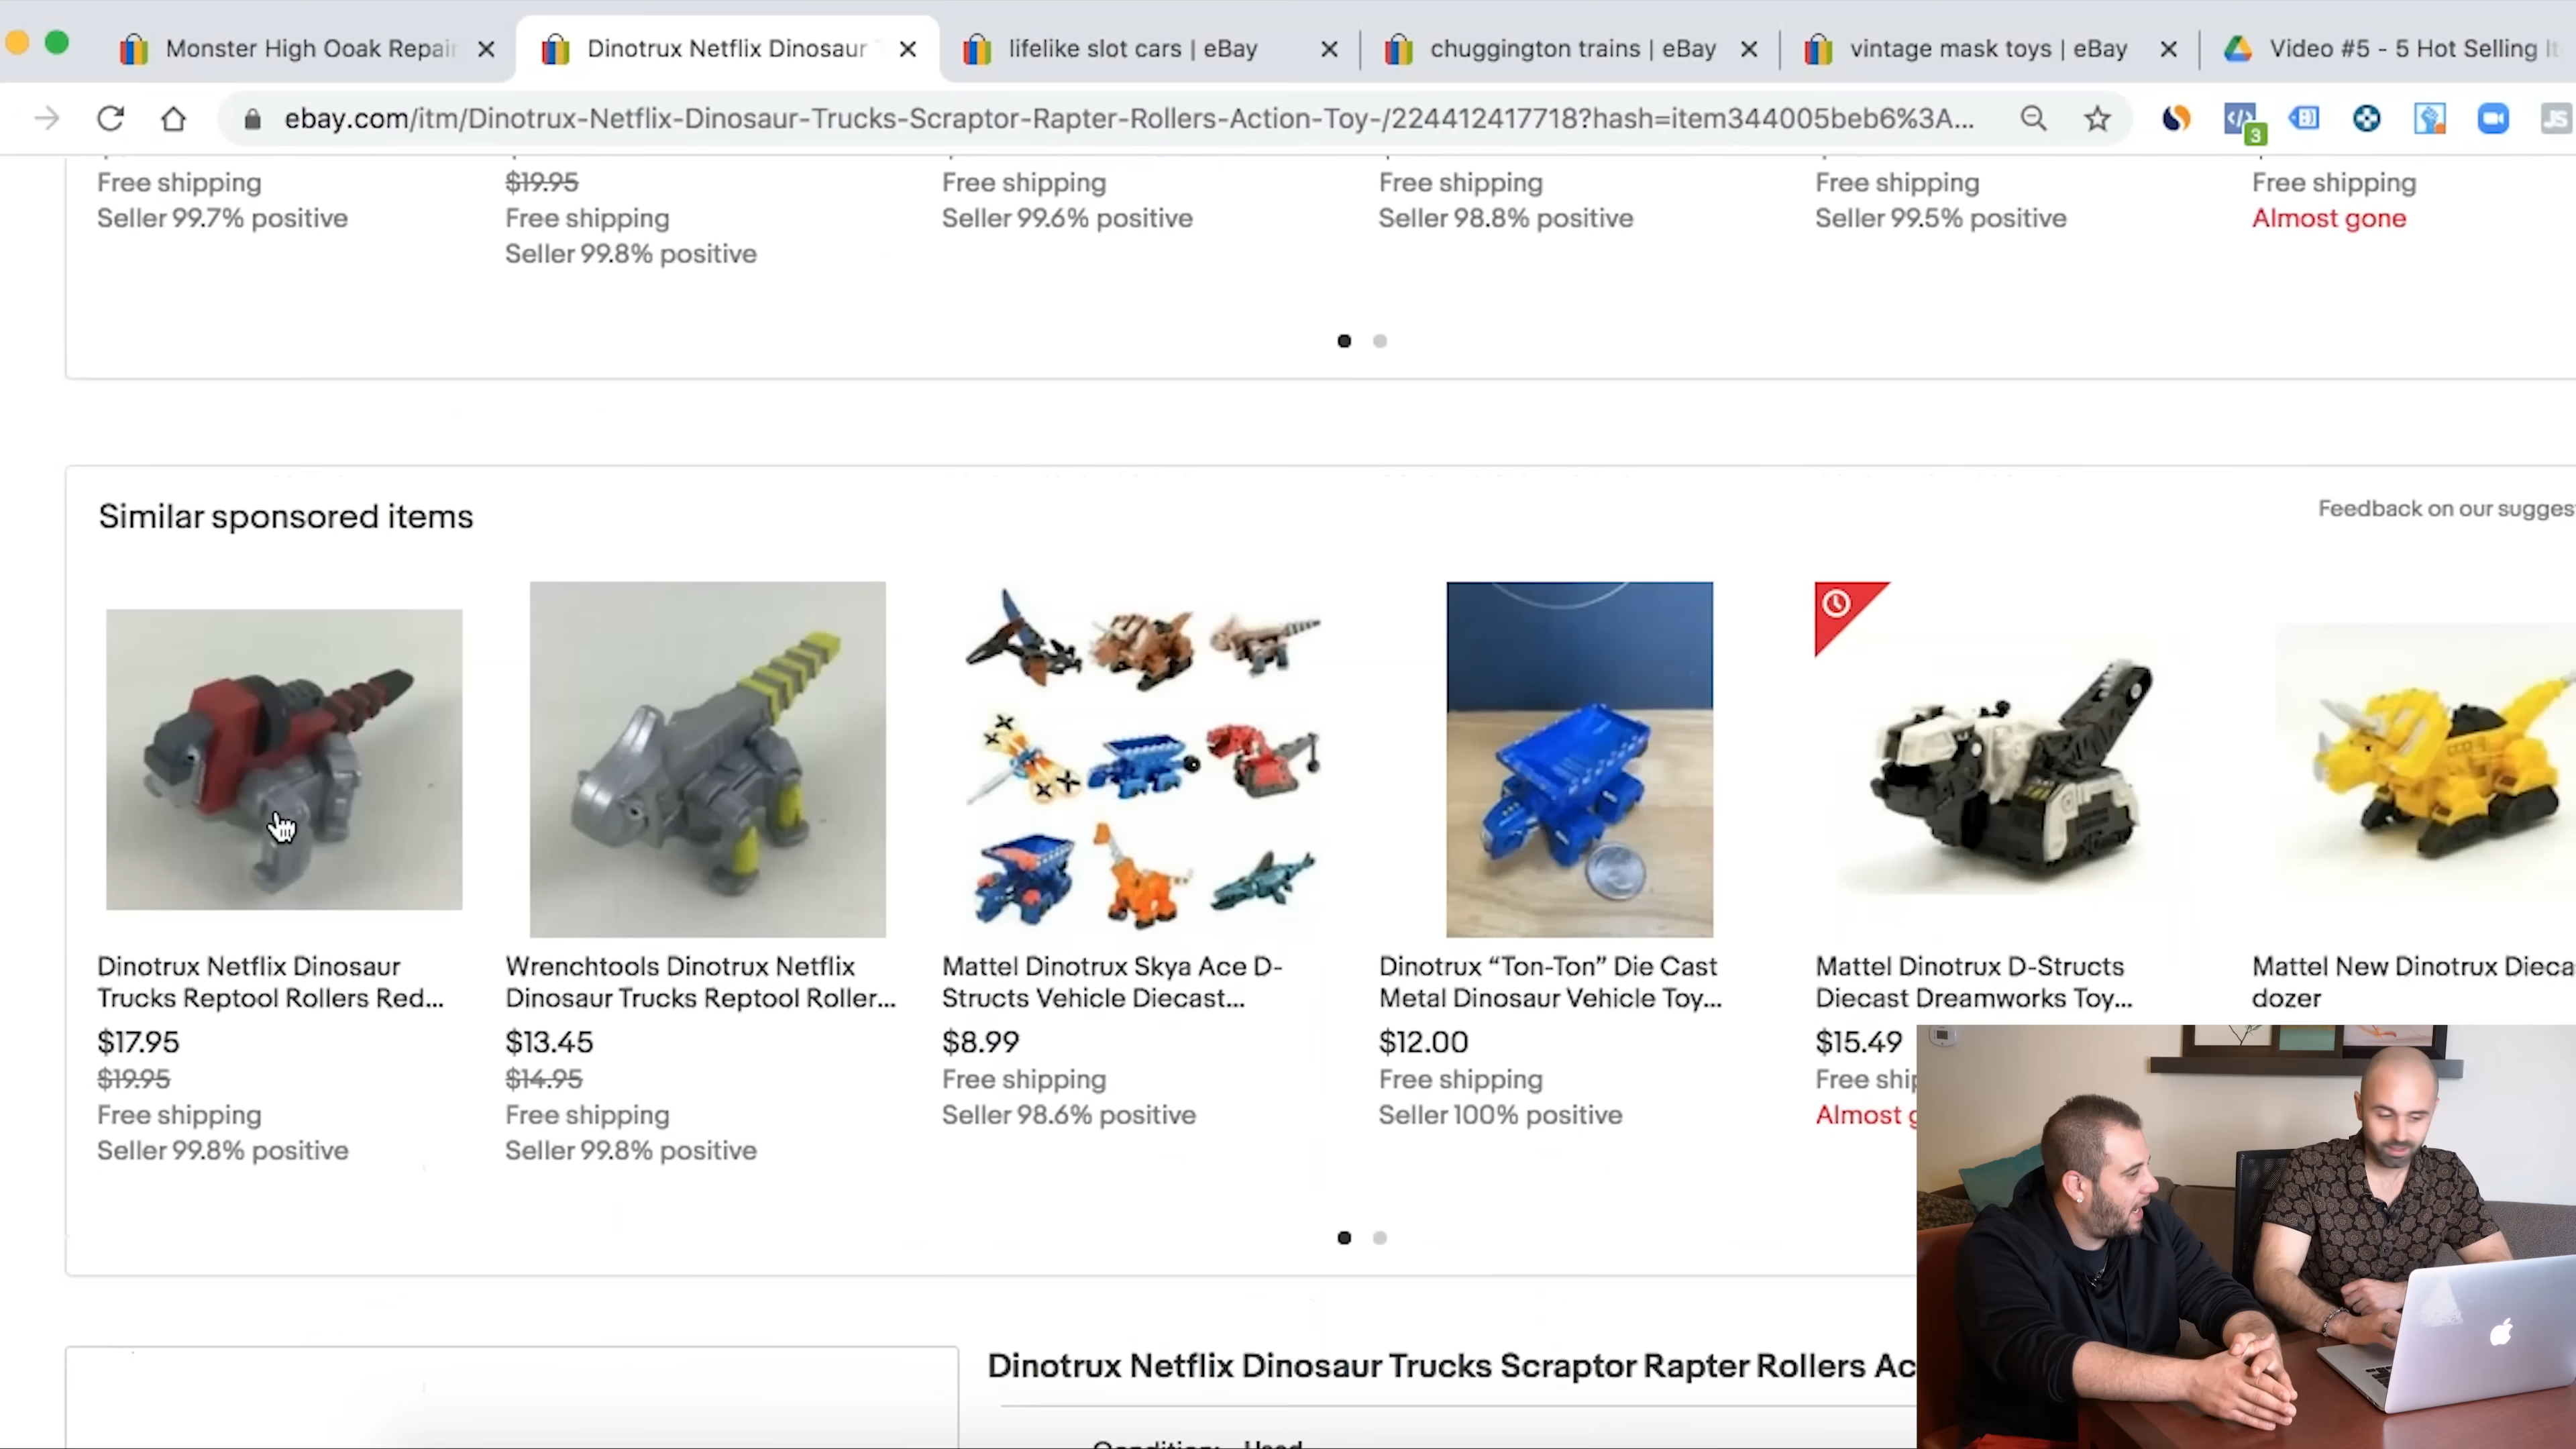 Monster High Ooak Repair
Dinotrux Netflix Dinosaur
lifelike slot cars | eBay
chuggington trains | eBay
vintage mask toys | eBay
Video #5 - 5 Hot Selling
ebay.com/itm/Dinotrux-Netflix-Dinosaur-Trucks-Scraptor-Rapter-Rollers-Action-Toy-/224412417718?hash=item344005beb6%3A...
3
JS
Free shipping
Seller 99.7% positive
$19.95
Free shipping
Seller 99.8% positive
Free shipping
Seller 99.6% positive
Free shipping
Seller 98.8% positive
Free shipping
Seller 99.5% positive
Free shipping
Almost gone
Similar sponsored items
Feedback on our sugges
Dinotrux Netflix Dinosaur
Trucks Reptool Rollers Red...
$17.95
$19.95
Free shipping
Seller 99.8% positive
Wrenchtools Dinotrux Netflix
Dinosaur Trucks Reptool Roller...
$13.45
$14.95
Free shipping
Seller 99.8% positive
Mattel Dinotrux Skya Ace D-
Structs Vehicle Diecast...
$8.99
Free shipping
Seller 98.6% positive
Dinotrux “Ton-Ton” Die Cast
Metal Dinosaur Vehicle Toy...
$12.00
Free shipping
Seller 100% positive
Mattel Dinotrux D-Structs
Diecast Dreamworks Toy...
$15.49
Free ship
Almost g
Mattel New Dinotrux Dieca
dozer
Dinotrux Netflix Dinosaur Trucks Scraptor Rapter Rollers Ac
Condition: Used